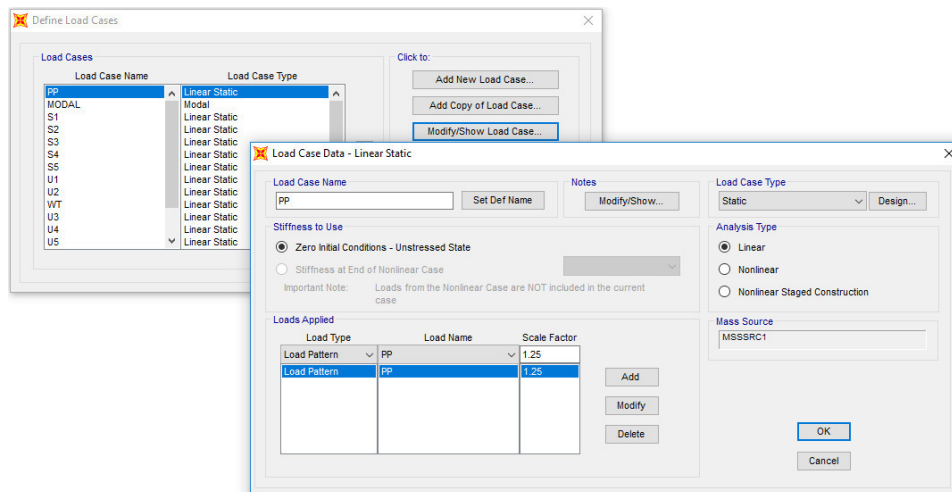 Define Load Cases
Load Cases
Click to:
Load Case Name Load Case Type
PP Linear Static
MODAL Modal
S1 Linear Static
S2 Linear Static
S3 Linear Static
S4 Linear Static
S5 Linear Static
U1 Linear Static
U2 Linear Static
WT Linear Static
U3 Linear Static
U4 Linear Static
U5 Linear Static
Add New Load Case...
Add Copy of Load Case...
Modify/Show Load Case...
Load Case Data - Linear Static
Load Case Name
PP
Set Def Name
Notes
Modify/Show...
Load Case Type
Static
Design...
Stiffness to Use
Zero Initial Conditions - Unstressed State
Stiffness at End of Nonlinear Case
Important Note: Loads from the Nonlinear Case are NOT included in the current
case
Analysis Type
Linear
Nonlinear
Nonlinear Staged Construction
Loads Applied
Load Type Load Name Scale Factor
Load Pattern PP 1.25
Load Pattern PP 1.25
Add
Modify
Delete
Mass Source
MSSSRC1
OK
Cancel